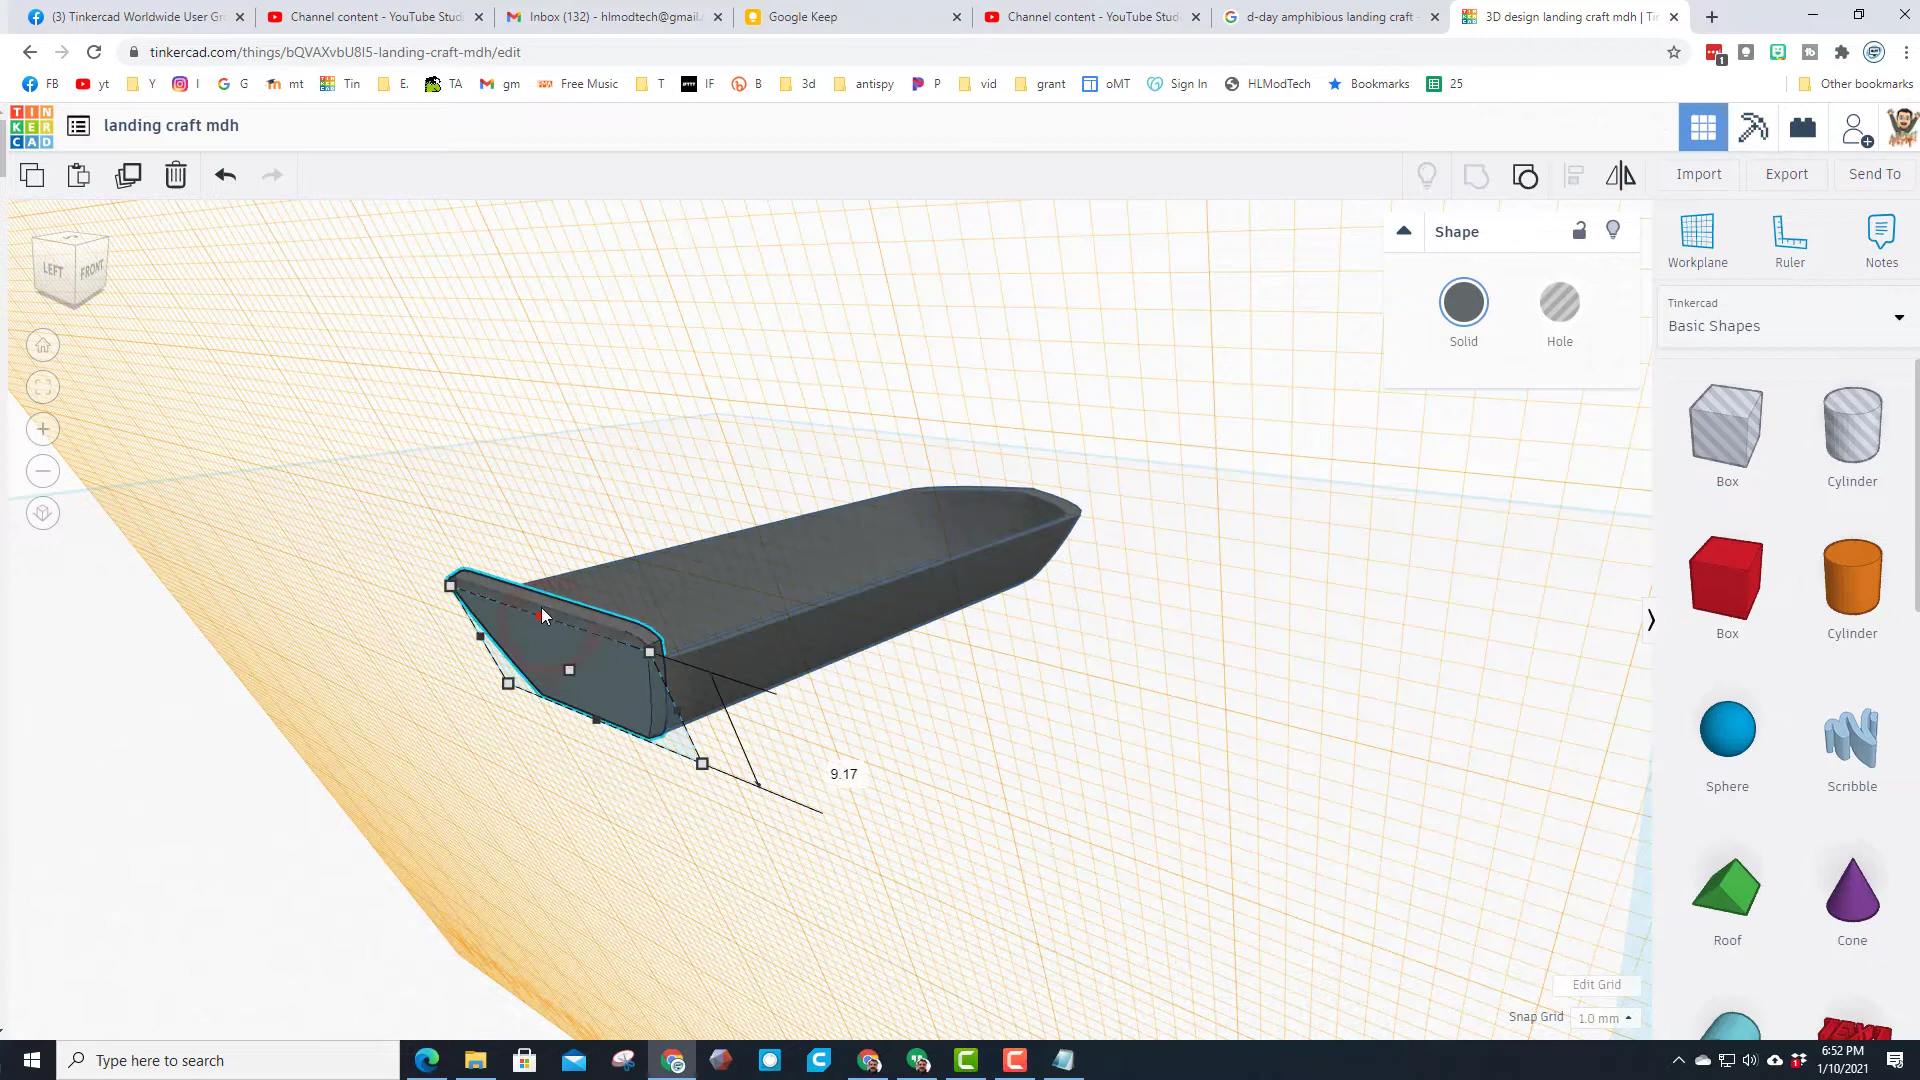 (3) Tinkercad Worldwide User Gr
Channel content - YouTube Studi
Inbox (132) - hlmodtech@gmail.
Google Keep
Channel content - YouTube Stud
d-day amphibious landing craft -
3D design landing craft mdh | Ti
tinkercad.com/things/bQVAXvbU8I5-landing-craft-mdh/edit
FB
yt
Y
I
G
mt
Tin
E.
TA
gm
Free Music
T
IF
B
3d
antispy
P
vid
grant
oMT
Sign In
HLModTech
Bookmarks
25
Other bookmarks
TIN
KER
CAD
landing craft mdh
Import
Export
Send To
Shape
Solid
Hole
Workplane
Ruler
Notes
Tinkercad
Basic Shapes
LEFT
FRONT
Box
Cylinder
Box
Cylinder
Sphere
Scribble
Roof
Cone
TEXT
9.17
Edit Grid
Snap Grid
1.0 mm
Type here to search
6:52 PM
1/10/2021